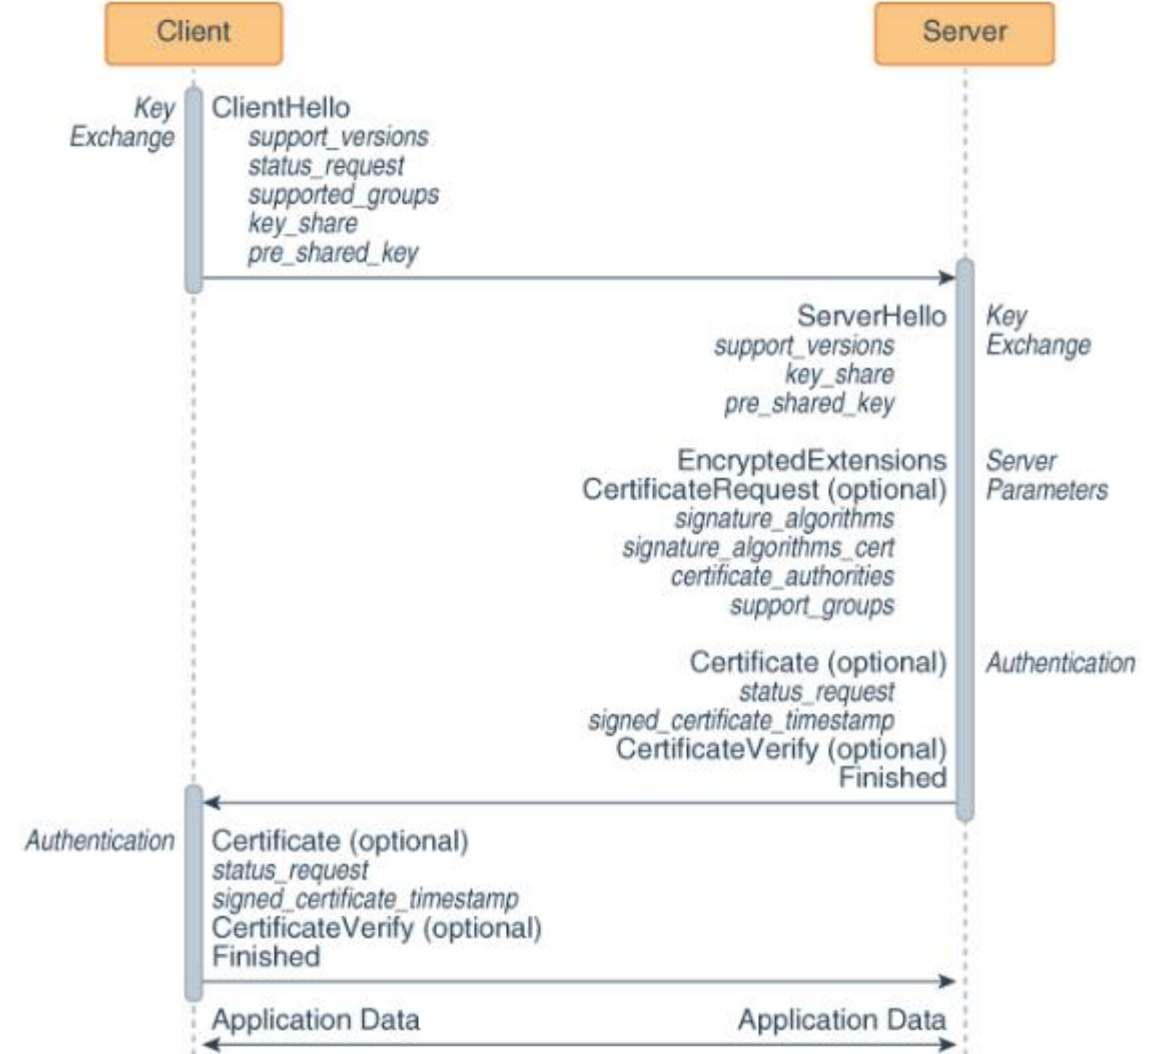 Client
Server
Key
Exchange
ClientHello
support_versions
status_request
supported_groups
key_share
pre_shared_key
ServerHello
support_versions
key_share
pre_shared_key
Key
Exchange
EncryptedExtensions
CertificateRequest (optional)
signature_algorithms
signature_algorithms_cert
certificate_authorities
support_groups
Server
Parameters
Certificate (optional)
status_request
signed_certificate_timestamp
CertificateVerify (optional)
Finished
Authentication
Authentication
Certificate (optional)
status_request
signed_certificate_timestamp
CertificateVerify (optional)
Finished
Application Data
Application Data